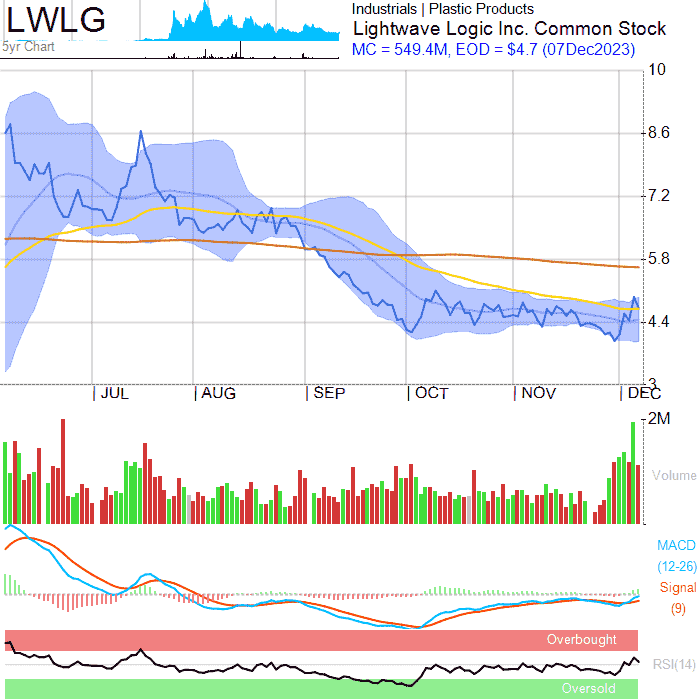 LWLG
5yr Chart
Industrials | Plastic Products
Lightwave Logic Inc. Common Stock
MC = 549.4M, EOD = $4.7 (07Dec2023)
10
8.6
7.2
5.8
4.4
3
JUL AUG SEP OCT NOV DEC
2M
Volume
MACD
(12-26)
Signal
(9)
Overbought
RSI(14)
Oversold